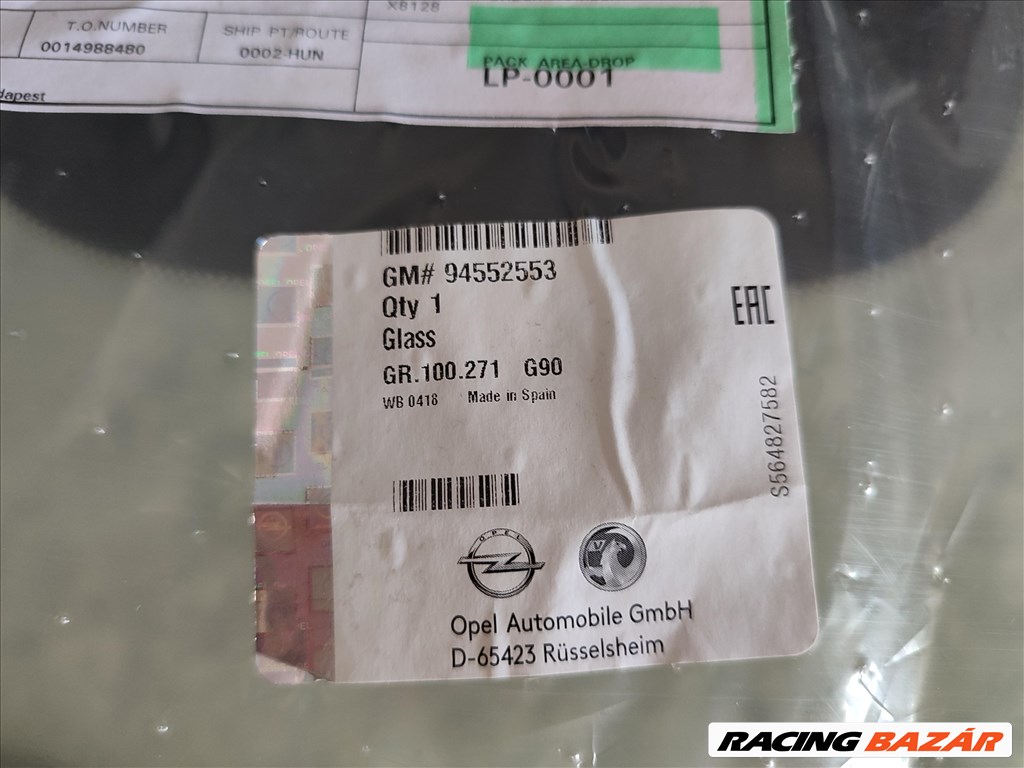 X8128
T.O.NUMBER
0014988480
SHIP PT/ROUTE
0002-HUN
PACK AREA-DROP
LP-0001
dapest
GM# 94552553
Qty 1
Glass
GR.100.271 G90
WB 0418 Made in Spain
EAC
S564827582
OPEL
Opel Automobile GmbH
D-65423 Rüsselsheim
RACING BAZÁR